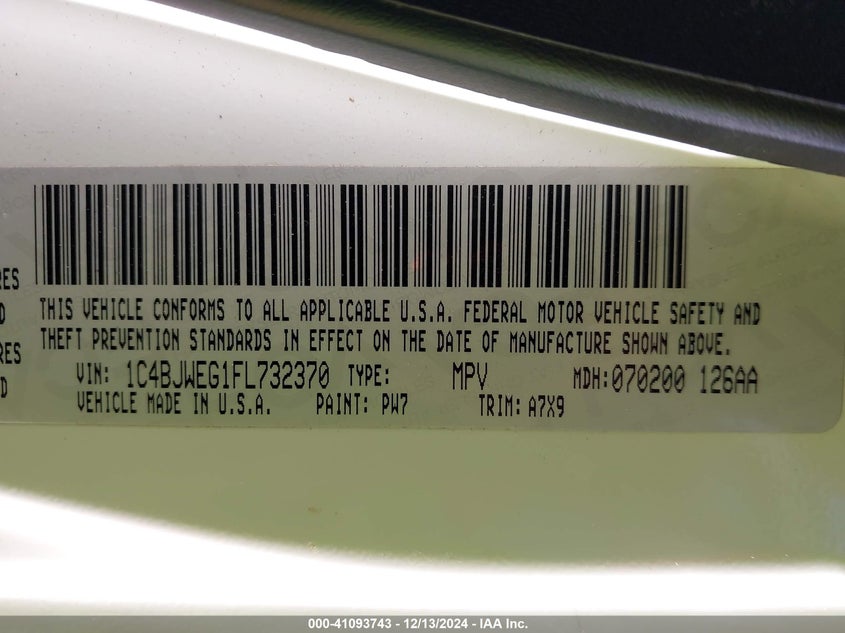 RES
THIS VEHICLE CONFORMS TO ALL APPLICABLE U.S.A. FEDERAL MOTOR VEHICLE SAFETY AND
D
THEFT PREVENTION STANDARDS IN EFFECT ON THE DATE OF MANUFACTURE SHOWN ABOVE.
RES
VIN: 1C4BJWEG1FL732370 TYPE: MPV MDH:070200 126AA
D
VEHICLE MADE IN U.S.A. PAINT: PW7 TRIM: A7X9
000-41093743 - 12/13/2024 - IAA Inc.